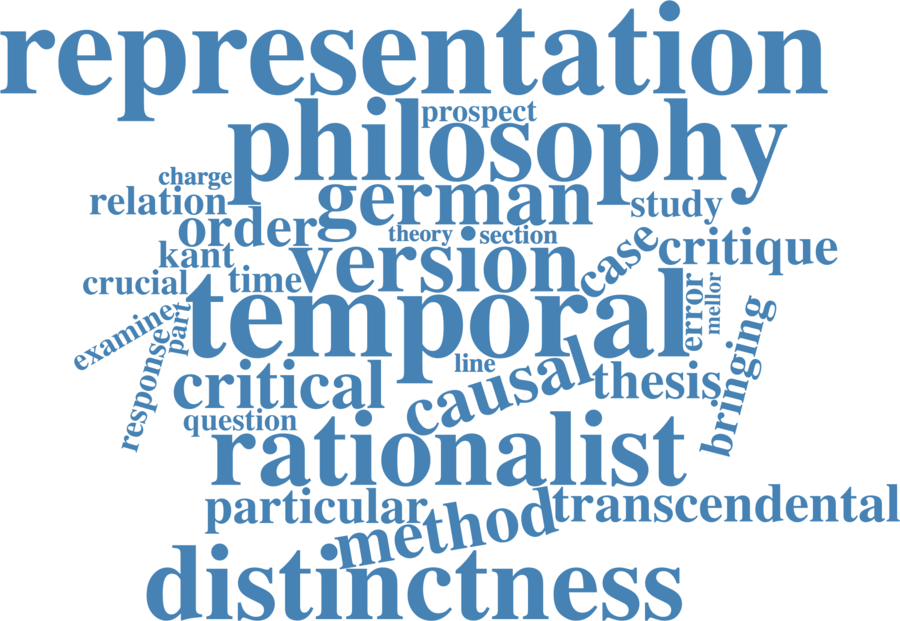 representation
prospect
philosophy
charge
german
relation
study
order
theory
section
case
critique
kant
version
crucial
time
temporal
error
mellor
examine
part
bringing
response
line
causal
critical
thesis
question
rationalist
particular
method
transcendental
distinctness